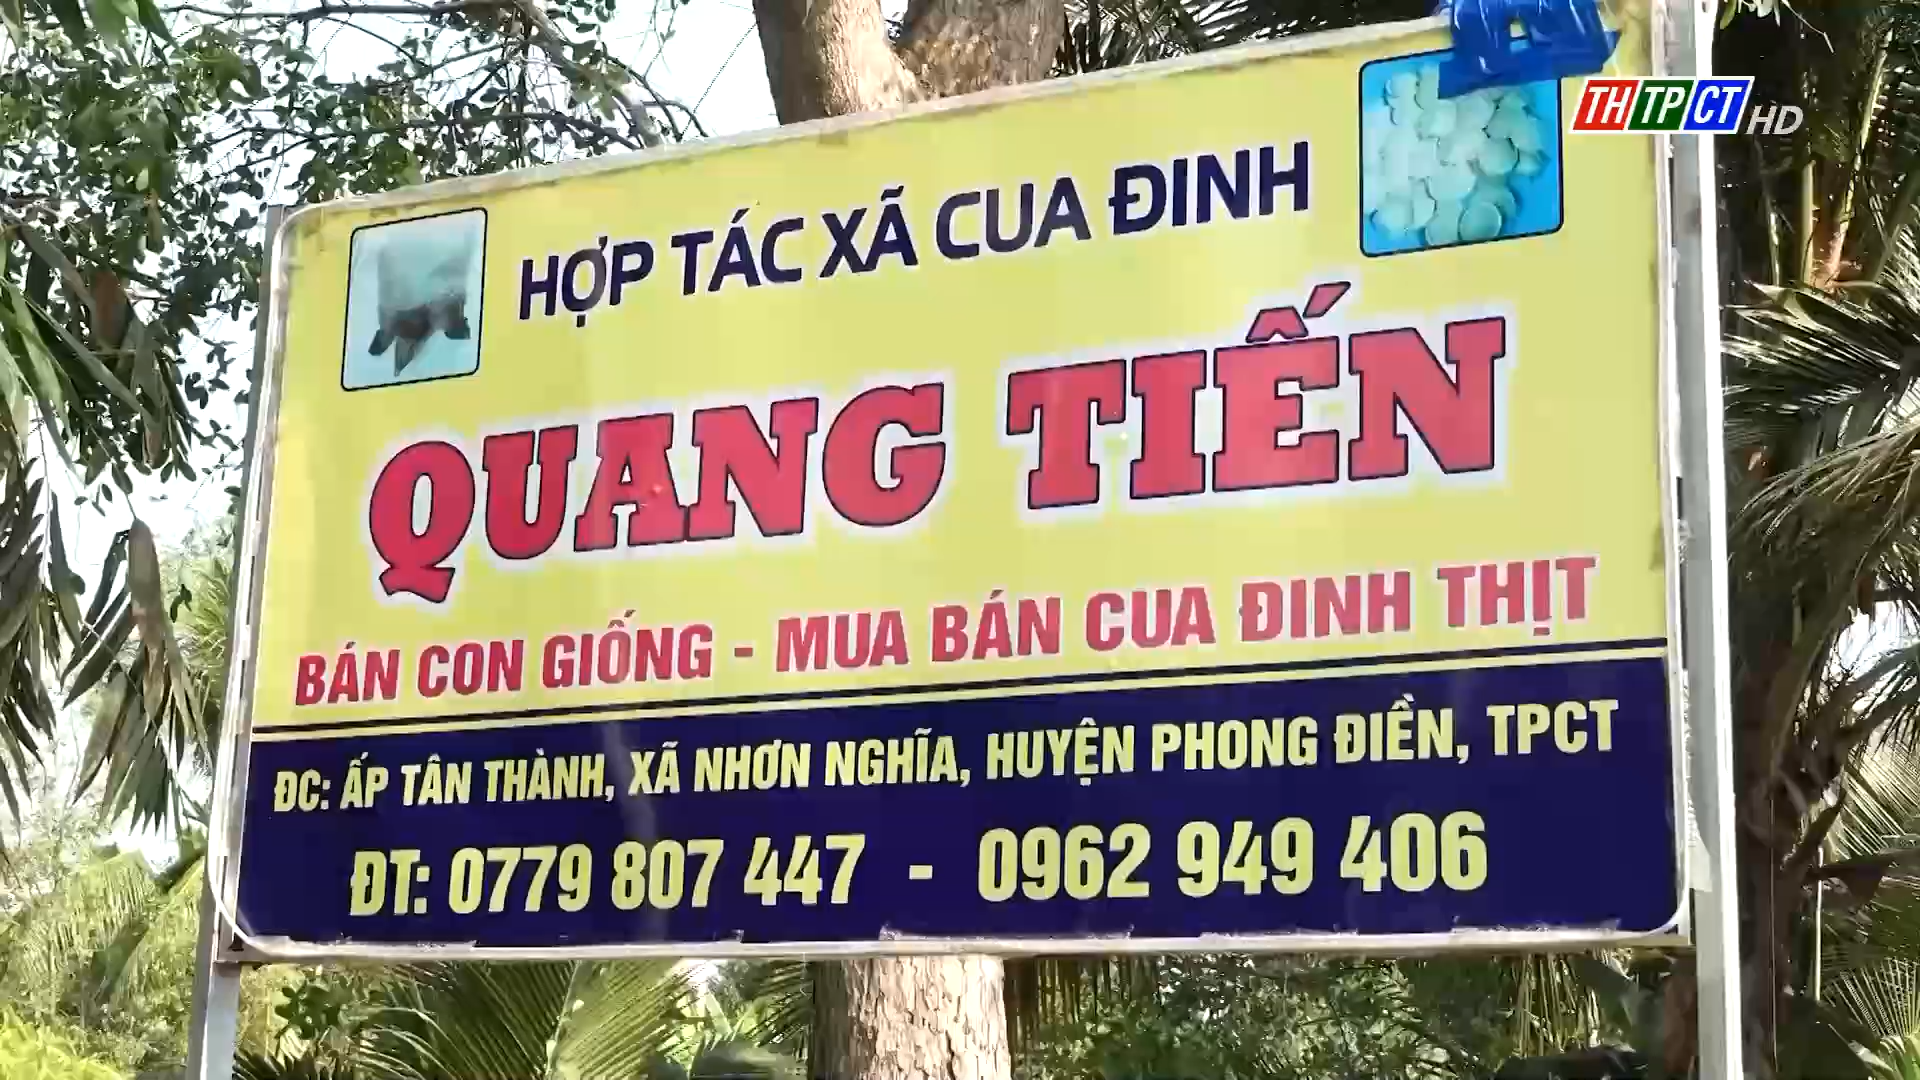 THTPCT HD
HỢP TÁC XÃ CUA ĐINH
QUANG TIẾN
BÁN CON GIỐNG - MUA BÁN CUA ĐINH THỊT
ĐC: ẤP TÂN THÀNH, XÃ NHƠN NGHĨA, HUYỆN PHONG ĐIỀN, TPCT
ĐT: 0779 807 447 - 0962 949 406